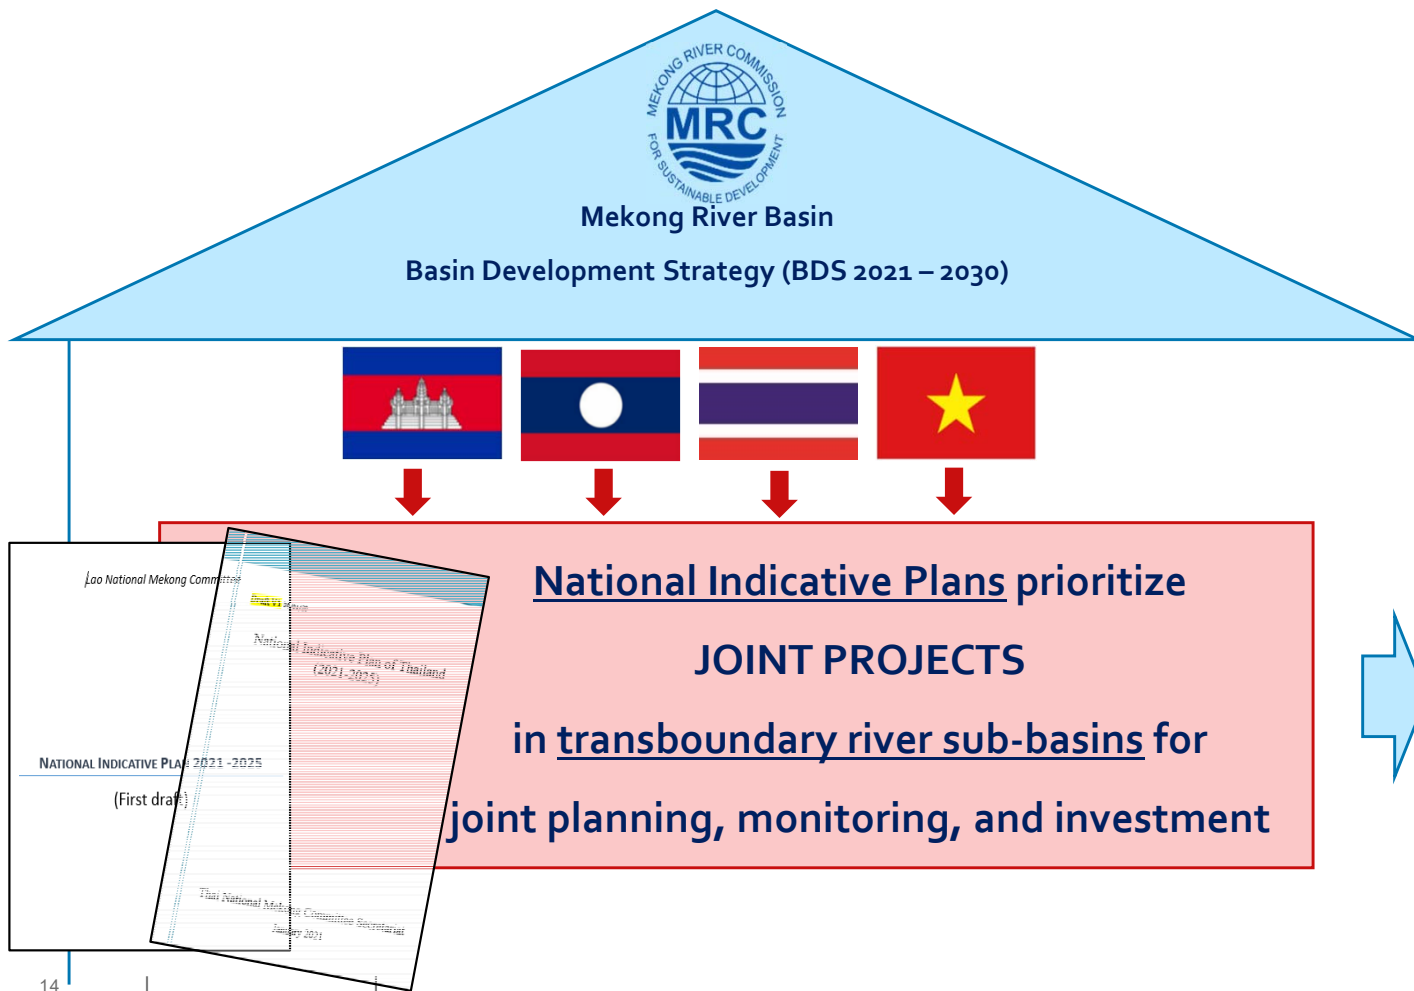 MEKONG RIVER COMMISSION
MRC
FOR SUSTAINABLE DEVELOPMENT
Mekong River Basin
Basin Development Strategy (BDS 2021 – 2030)
National Indicative Plans prioritize
JOINT PROJECTS
in transboundary river sub-basins for
joint planning, monitoring, and investment
Lao National Mekong Committee
NATIONAL INDICATIVE PLAN 2021 -2025
(First draft)
National Indicative Plan of Thailand
(2021-2025)
Thai National Mekong Committee Secretariat
January 2021
14